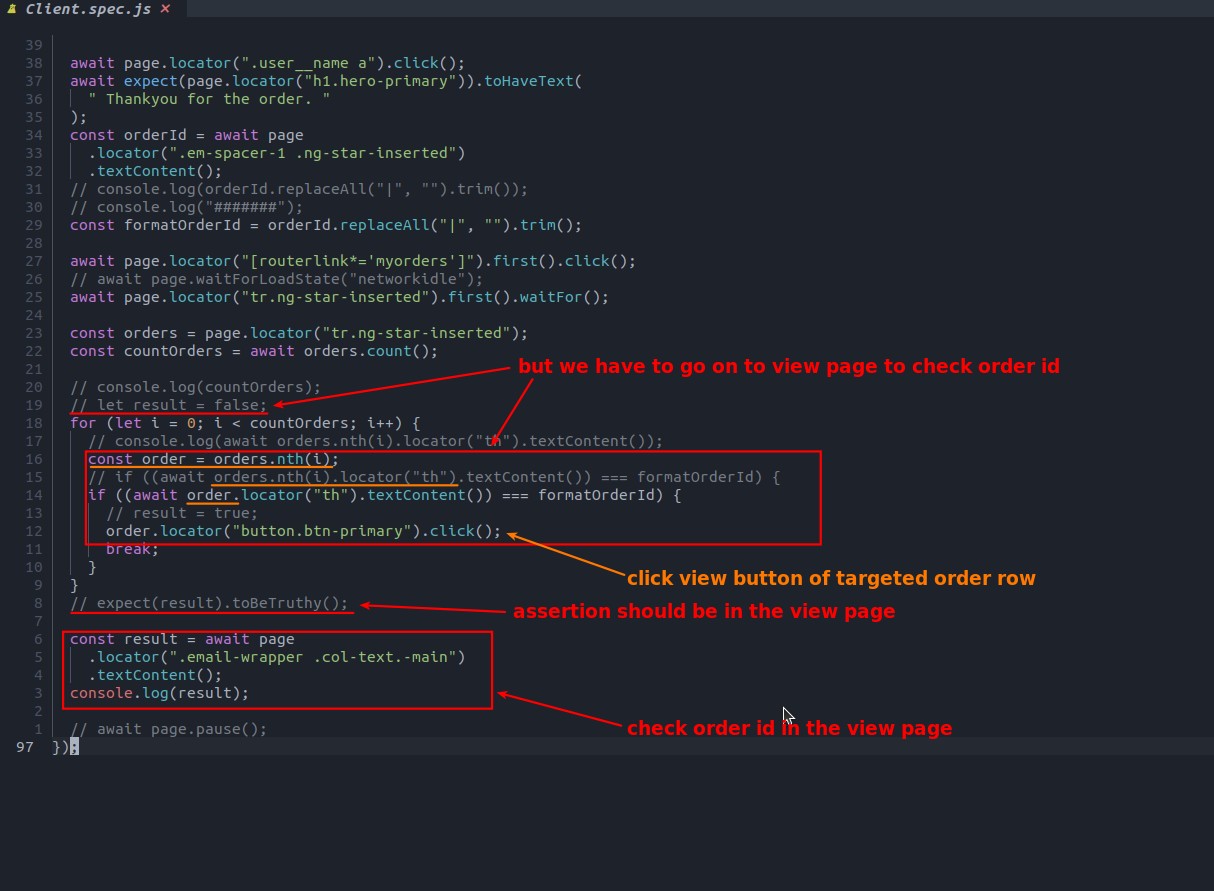 Client.spec.js ×
39
38 await page.locator(".user__name a").click();
37 await expect(page.locator("h1.hero-primary")).toHaveText(
36 " Thankyou for the order. "
35 );
34 const orderId = await page
33 .locator(".em-spacer-1 .ng-star-inserted")
32 .textContent();
31 // console.log(orderId.replaceAll("|", "").trim());
30 // console.log("#######");
29 const formatOrderId = orderId.replaceAll("|", "").trim();
28
27 await page.locator("[routerlink*='myorders']").first().click();
26 // await page.waitForLoadState("networkidle");
25 await page.locator("tr.ng-star-inserted").first().waitFor();
24
23 const orders = page.locator("tr.ng-star-inserted");
22 const countOrders = await orders.count();
21
but we have to go on to view page to check order id
20 // console.log(countOrders);
19 // let result = false;
18 for (let i = 0; i < countOrders; i++) {
17 // console.log(await orders.nth(i).locator("th").textContent());
16 const order = orders.nth(i);
15 // if ((await orders.nth(i).locator("th").textContent()) === formatOrderId) {
14 if ((await order.locator("th").textContent()) === formatOrderId) {
13 // result = true;
12 order.locator("button.btn-primary").click();
11 break;
10 }
click view button of targeted order row
9 }
8 // expect(result).toBeTruthy();
assertion should be in the view page
7
6 const result = await page
5 .locator(".email-wrapper .col-text.-main")
4 .textContent();
3 console.log(result);
2
1 // await page.pause();
check order id in the view page
97 });